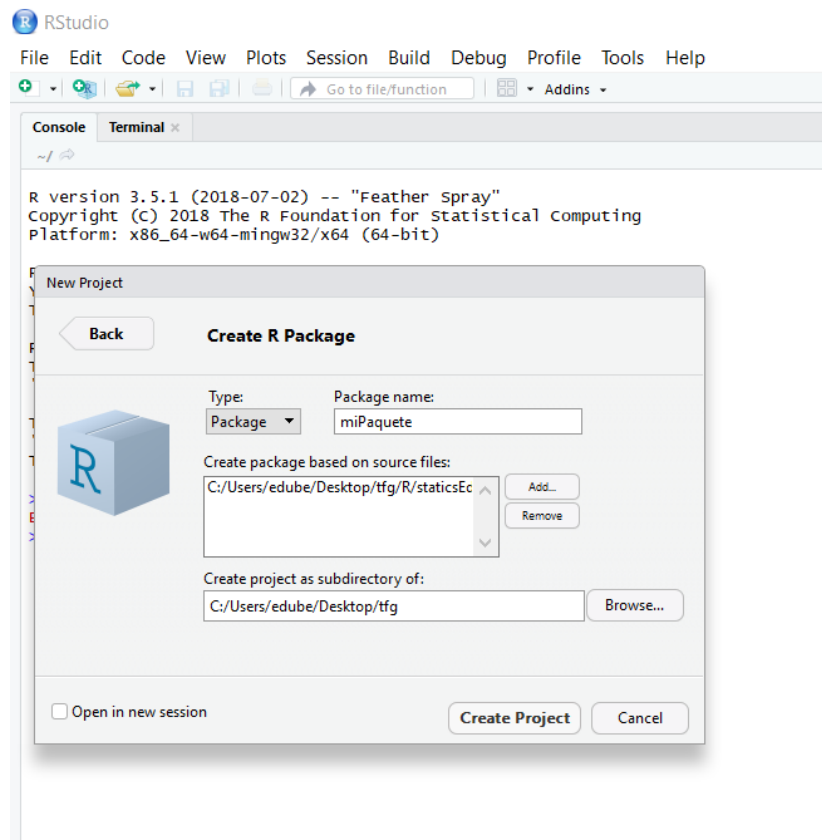 RStudio
File Edit Code View Plots Session Build Debug Profile Tools Help
Go to file/function Addins
Console Terminal
~/
R version 3.5.1 (2018-07-02) -- "Feather Spray"
Copyright (C) 2018 The R Foundation for Statistical Computing
Platform: x86_64-w64-mingw32/x64 (64-bit)
New Project
Back Create R Package
Type: Package name:
Package miPaquete
Create package based on source files:
C:/Users/edube/Desktop/tfg/R/staticsEd Add...
Remove
R
Create project as subdirectory of:
C:/Users/edube/Desktop/tfg Browse...
Open in new session Create Project Cancel